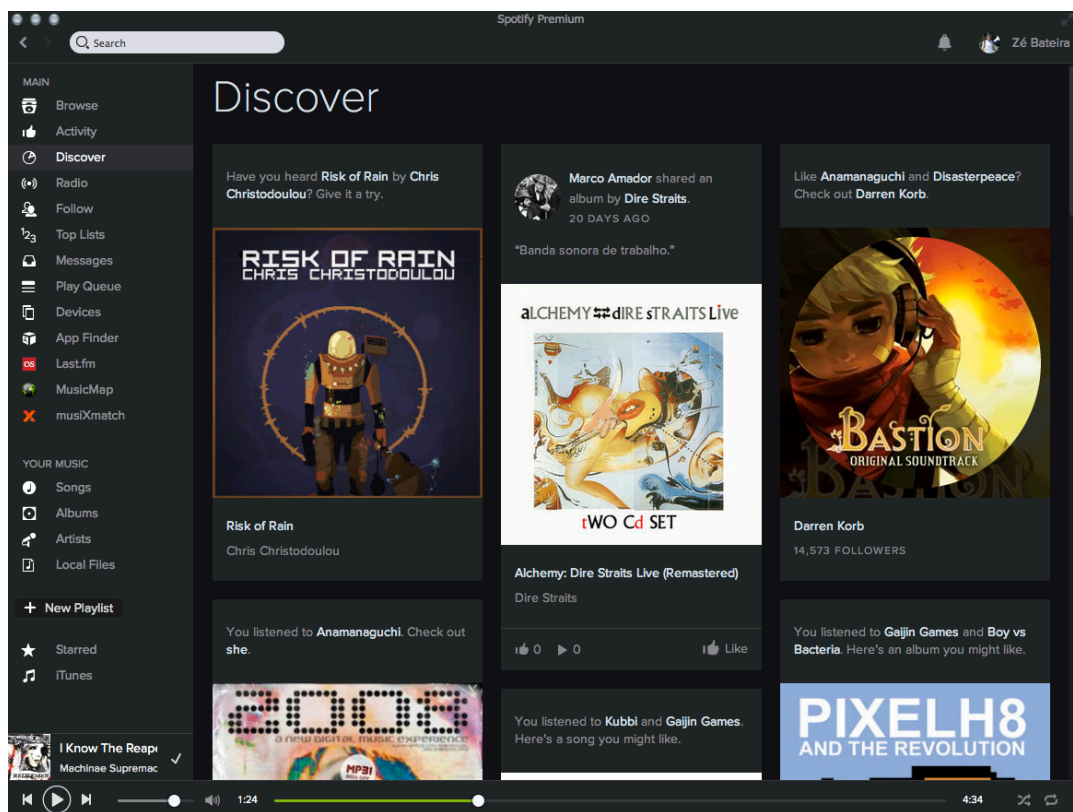 Spotify Premium
Search
Zé Bateira
MAIN
Browse
Activity
Discover
Radio
Follow
Top Lists
Messages
Play Queue
Devices
App Finder
Last.fm
MusicMap
musiXmatch
YOUR MUSIC
Songs
Albums
Artists
Local Files
New Playlist
Starred
iTunes
I Know The Reap
Machinae Supremac
Discover
Have you heard Risk of Rain by Chris
Christodoulou? Give it a try.
RISK OF RAIN
CHRIS CHRISTODOULOU
Risk of Rain
Chris Christodoulou
You listened to Anamanaguchi. Check out
she.
2008
a new digital music experience
MP3!
Marco Amador shared an
album by Dire Straits.
20 DAYS AGO
“Banda sonora de trabalho.”
aLCHEMY dIRE sTRAITS Live
tWO Cd SET
Alchemy: Dire Straits Live (Remastered)
Dire Straits
0 0 Like
You listened to Kubbi and Gaijin Games.
Here's a song you might like.
Like Anamanaguchi and Disasterpeace?
Check out Darren Korb.
BASTION
ORIGINAL SOUNDTRACK
Darren Korb
14,573 FOLLOWERS
You listened to Gaijin Games and Boy vs
Bacteria. Here's an album you might like.
PIXELH8
AND THE REVOLUTION
1:24 4:34